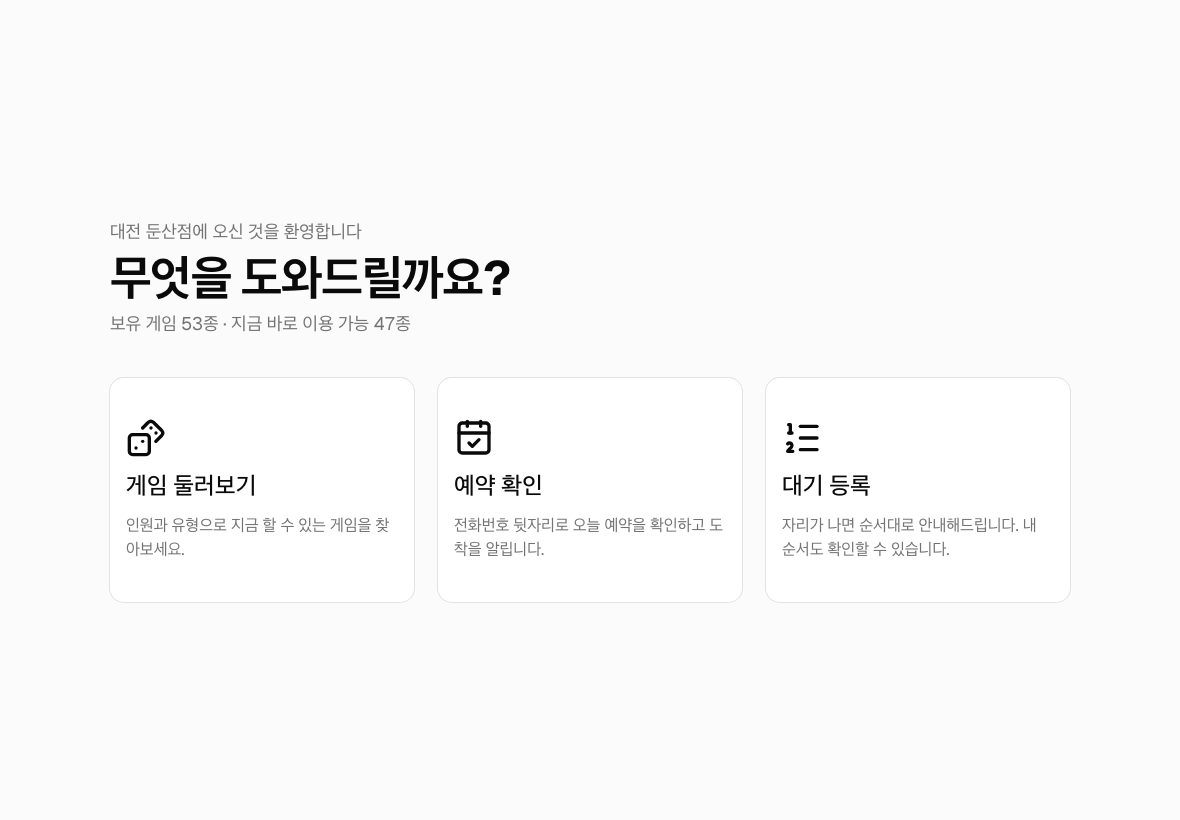 대전 둔산점에 오신 것을 환영합니다
무엇을 도와드릴까요?
보유 게임 53종 · 지금 바로 이용 가능 47종
게임 둘러보기
인원과 유형으로 지금 할 수 있는 게임을 찾
아보세요.
예약 확인
전화번호 뒷자리로 오늘 예약을 확인하고 도
착을 알립니다.
1
2
대기 등록
자리가 나면 순서대로 안내해드립니다. 내
순서도 확인할 수 있습니다.